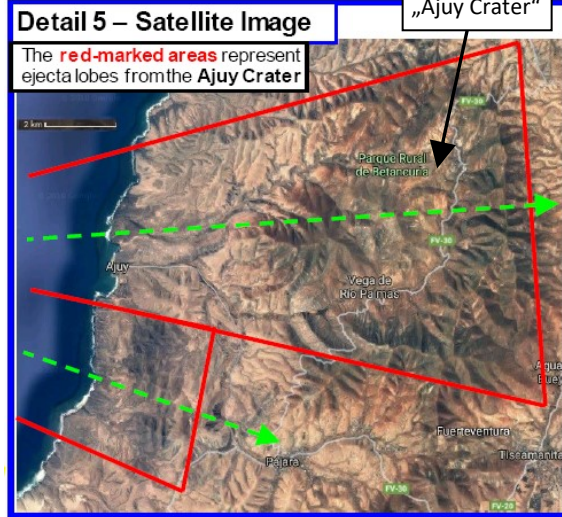 „Ajuy Crater“
Detail 5 – Satellite Image
The red-marked areas represent
ejecta lobes from the Ajuy Crater
2 km
FV-30
Parque Rural
de Betancuria
FV-30
Ajuy
Vega de
Río Palmas
Agua
Bue
Fuerteventura
Pájara
Tiscamanita
FV-30
FV-20